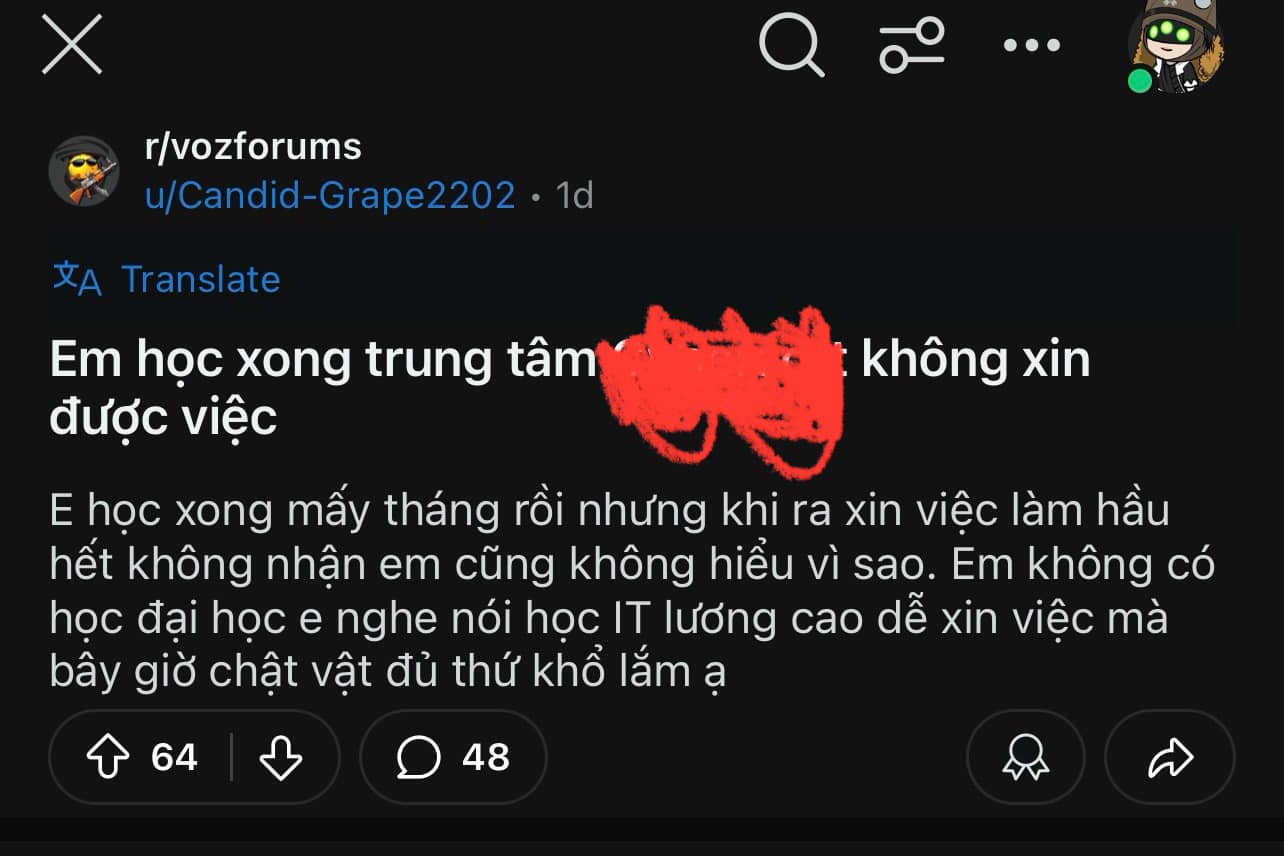 r/vozforums
u/Candid-Grape2202 • 1d
Translate
Em học xong trung tâm không xin
được việc
E học xong mấy tháng rồi nhưng khi ra xin việc làm hầu
hết không nhận em cũng không hiểu vì sao. Em không có
học đại học e nghe nói học IT lương cao dễ xin việc mà
bây giờ chật vật đủ thứ khổ lắm ạ
64
48